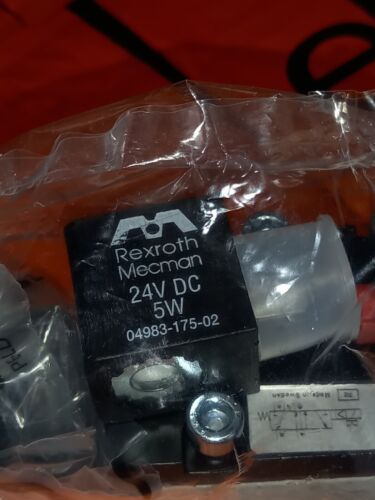 Rexroth
Mecman
24V DC
5W
04983-175-02
Made in Sweden